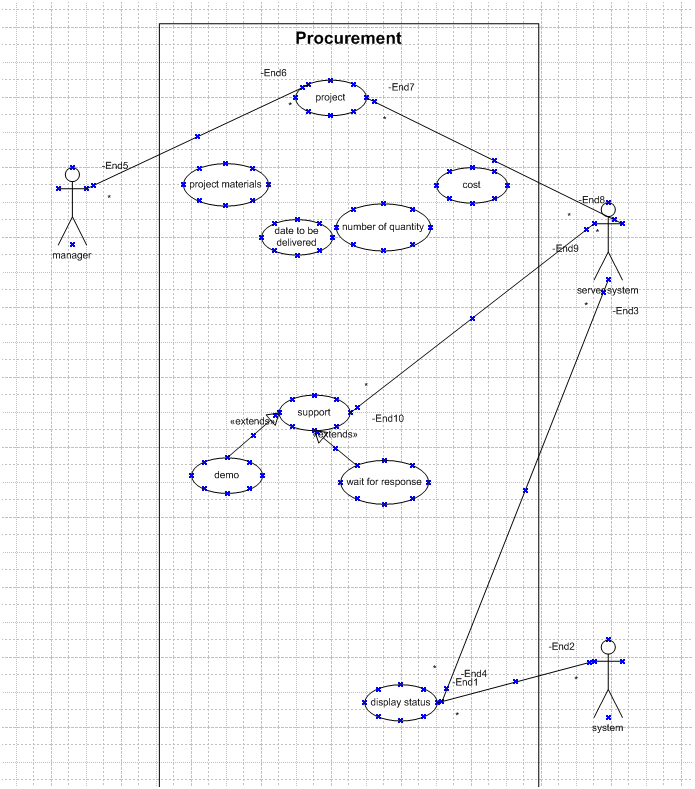 Procurement
-End6
-End7
project
*
*
-End5
*
project materials
cost
-End8
*
*
number of quantity
date to be
delivered
manager
-End9
server system
*
-End3
*
support
-End10
«extends»
«extends»
demo
wait for response
-End2
*
*
-End4
-End1
display status
*
system